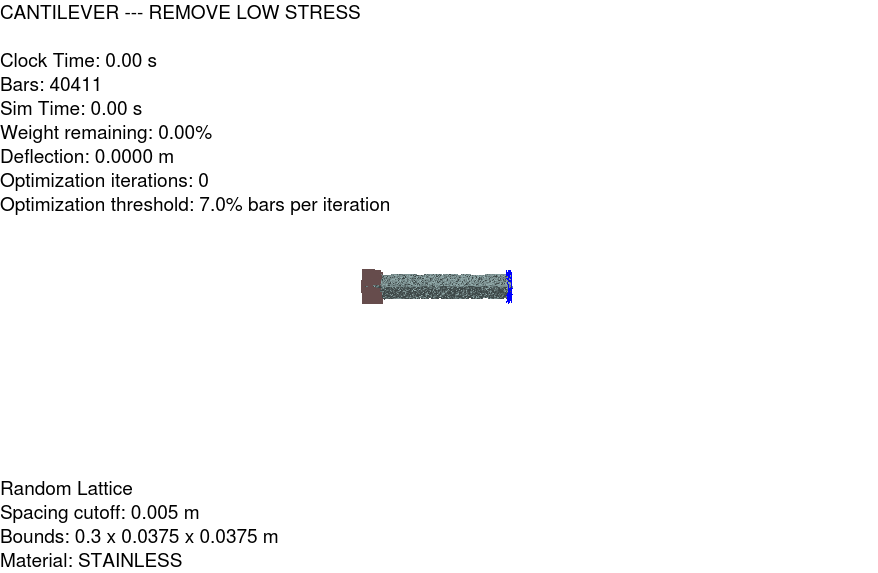 CANTILEVER --- REMOVE LOW STRESS
Clock Time: 0.00 s
Bars: 40411
Sim Time: 0.00 s
Weight remaining: 0.00%
Deflection: 0.0000 m
Optimization iterations: 0
Optimization threshold: 7.0% bars per iteration
Random Lattice
Spacing cutoff: 0.005 m
Bounds: 0.3 x 0.0375 x 0.0375 m
Material: STAINLESS